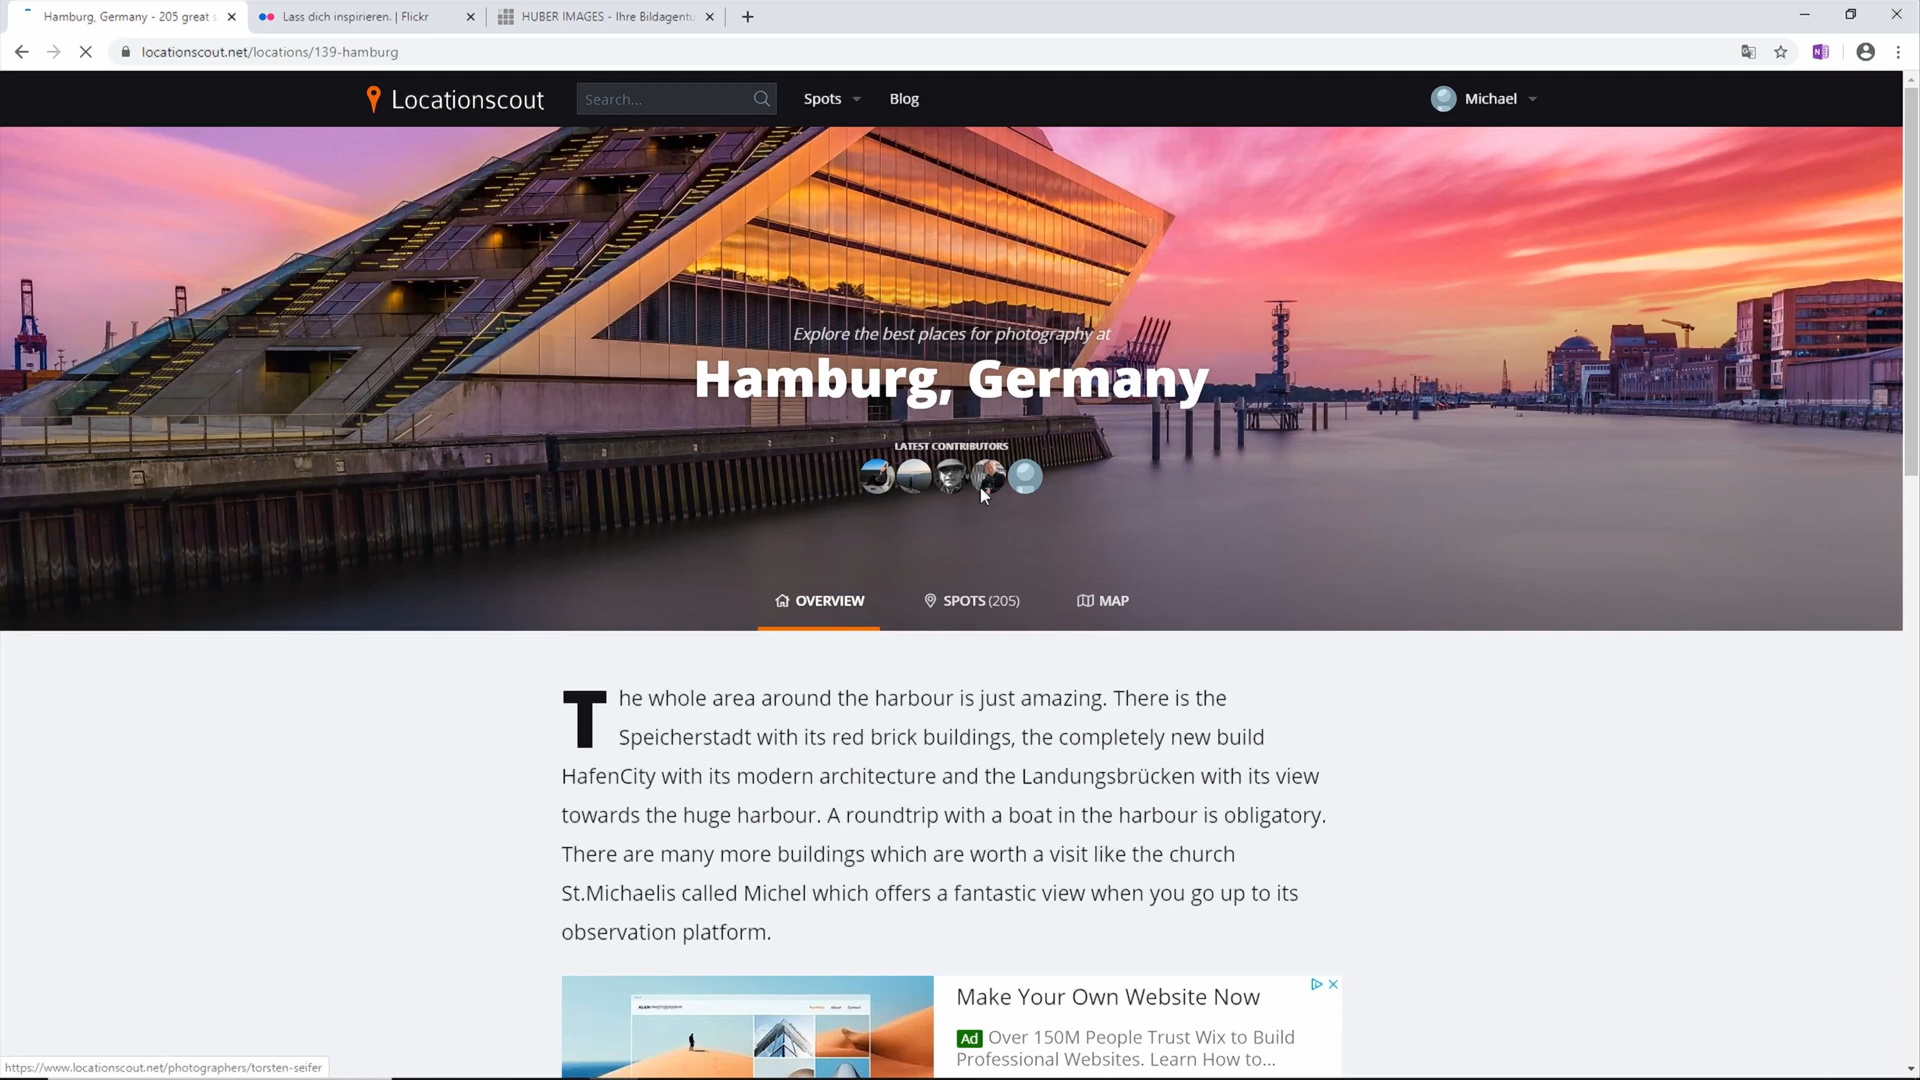 Hamburg, Germany - 205 great s
Lass dich inspirieren. | Flickr
HUBER IMAGES - Ihre Bildagentu
locationscout.net/locations/139-hamburg
Locationscout
Search...
Spots
Blog
Michael
Explore the best places for photography at
Hamburg, Germany
LATEST CONTRIBUTORS
OVERVIEW
SPOTS (205)
MAP
The whole area around the harbour is just amazing. There is the
Speicherstadt with its red brick buildings, the completely new build
HafenCity with its modern architecture and the Landungsbrücken with its view
towards the huge harbour. A roundtrip with a boat in the harbour is obligatory.
There are many more buildings which are worth a visit like the church
St.Michaelis called Michel which offers a fantastic view when you go up to its
observation platform.
Make Your Own Website Now
Ad Over 150M People Trust Wix to Build
Professional Websites. Learn How to...
https://www.locationscout.net/photographers/torsten-seifer